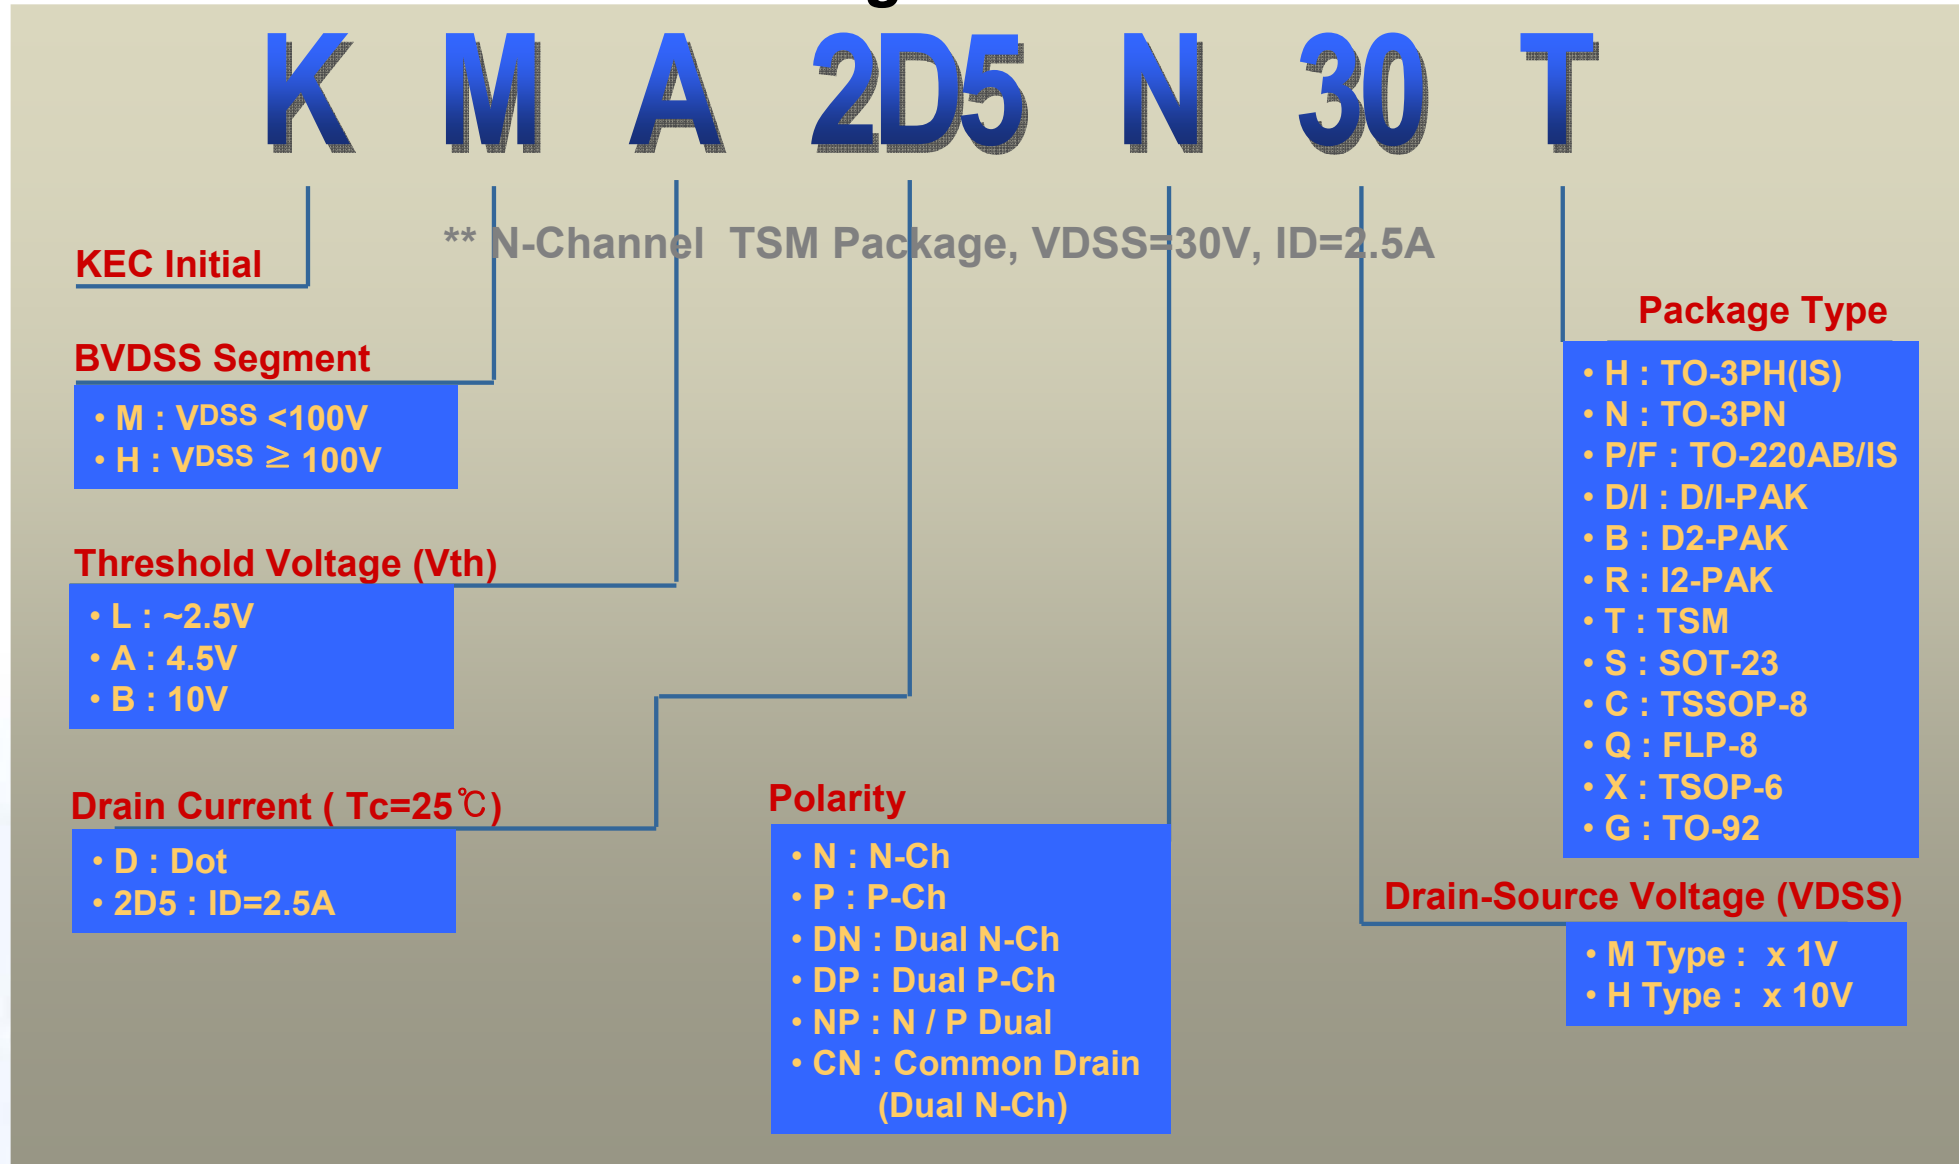 K M A 2D5 N 30 T
** N-Channel TSM Package, VDSS=30V, ID=2.5A
KEC Initial
BVDSS Segment
• M : VDSS <100V
• H : VDSS ≥ 100V
Threshold Voltage (Vth)
• L : ~2.5V
• A : 4.5V
• B : 10V
Drain Current ( Tc=25℃)
• D : Dot
• 2D5 : ID=2.5A
Polarity
• N : N-Ch
• P : P-Ch
• DN : Dual N-Ch
• DP : Dual P-Ch
• NP : N / P Dual
• CN : Common Drain
(Dual N-Ch)
Package Type
• H : TO-3PH(IS)
• N : TO-3PN
• P/F : TO-220AB/IS
• D/I : D/I-PAK
• B : D2-PAK
• R : I2-PAK
• T : TSM
• S : SOT-23
• C : TSSOP-8
• Q : FLP-8
• X : TSOP-6
• G : TO-92
Drain-Source Voltage (VDSS)
• M Type : x 1V
• H Type : x 10V